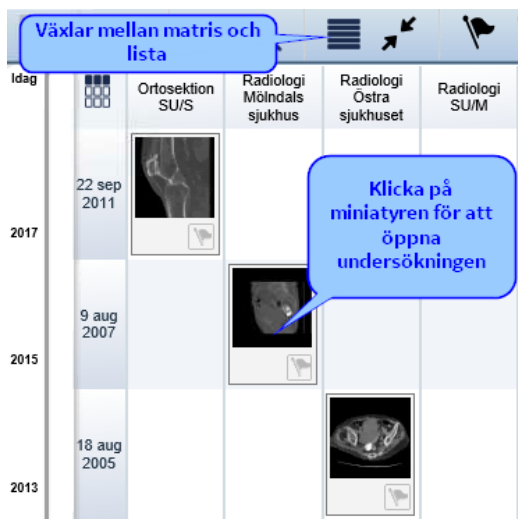 Växlar mellan matris och
lista
Idag
Ortosektion
SU/S
Radiologi
Mölndals
sjukhus
Radiologi
Östra
sjukhuset
Radiologi
SU/M
22 sep
2011
Klicka på
miniatyren för att
öppna
undersökningen
2017
9 aug
2007
2015
18 aug
2005
2013